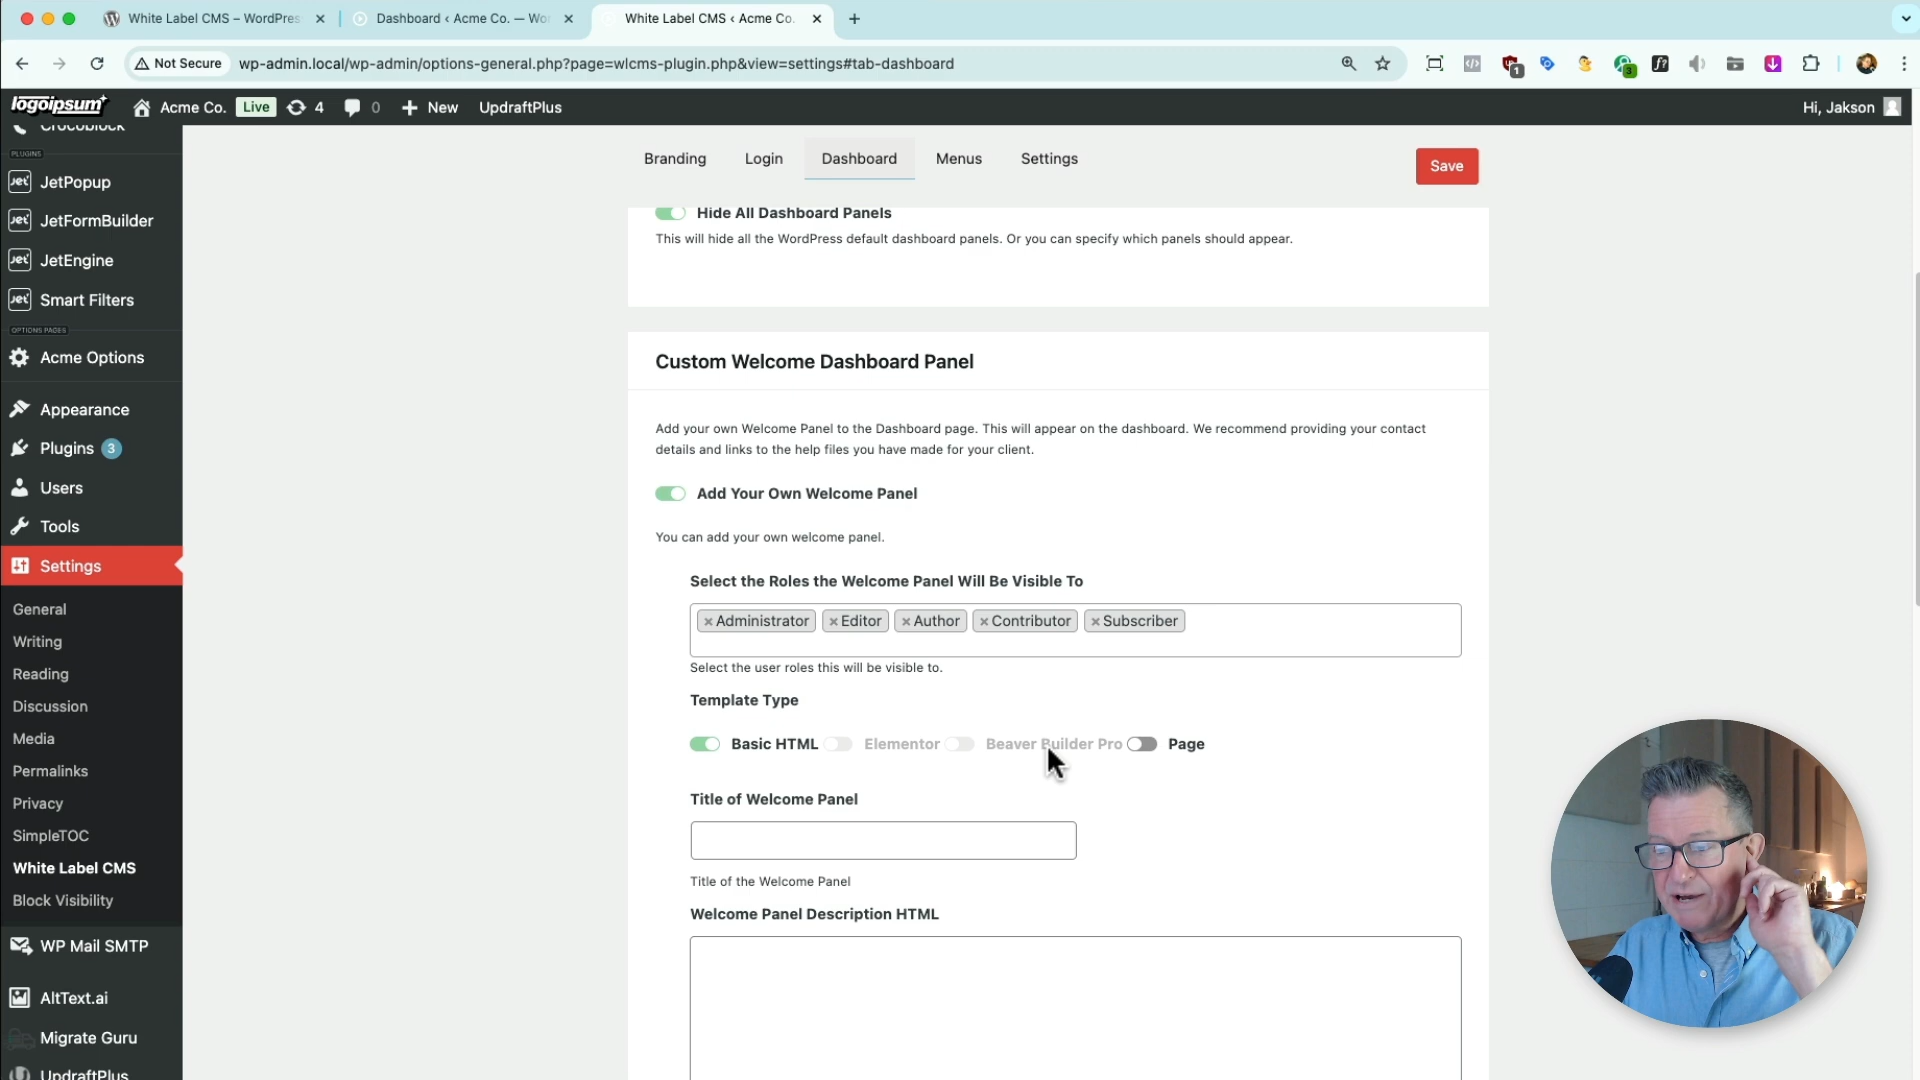 White Label CMS – WordPres
Dashboard ‹ Acme Co. — Wo
White Label CMS ‹ Acme Co.
Not Secure
wp-admin.local/wp-admin/options-general.php?page=wlcms-plugin.php&view=settings#tab-dashboard
1
3
f?
logoipsum
Acme Co.
Live
4
0
New
UpdraftPlus
Hi, Jakson
Crocoblock
PLUGINS
Jet JetPopup
Jet JetFormBuilder
Jet JetEngine
Jet Smart Filters
OPTIONS PAGES
Acme Options
Appearance
Plugins 3
Users
Tools
Settings
General
Writing
Reading
Discussion
Media
Permalinks
Privacy
SimpleTOC
White Label CMS
Block Visibility
WP Mail SMTP
AltText.ai
Migrate Guru
UpdraftPlus
Branding
Login
Dashboard
Menus
Settings
Save
Hide All Dashboard Panels
This will hide all the WordPress default dashboard panels. Or you can specify which panels should appear.
Custom Welcome Dashboard Panel
Add your own Welcome Panel to the Dashboard page. This will appear on the dashboard. We recommend providing your contact
details and links to the help files you have made for your client.
Add Your Own Welcome Panel
You can add your own welcome panel.
Select the Roles the Welcome Panel Will Be Visible To
× Administrator × Editor × Author × Contributor × Subscriber
Select the user roles this will be visible to.
Template Type
Basic HTML Elementor Beaver Builder Pro Page
Title of Welcome Panel
Title of the Welcome Panel
Welcome Panel Description HTML